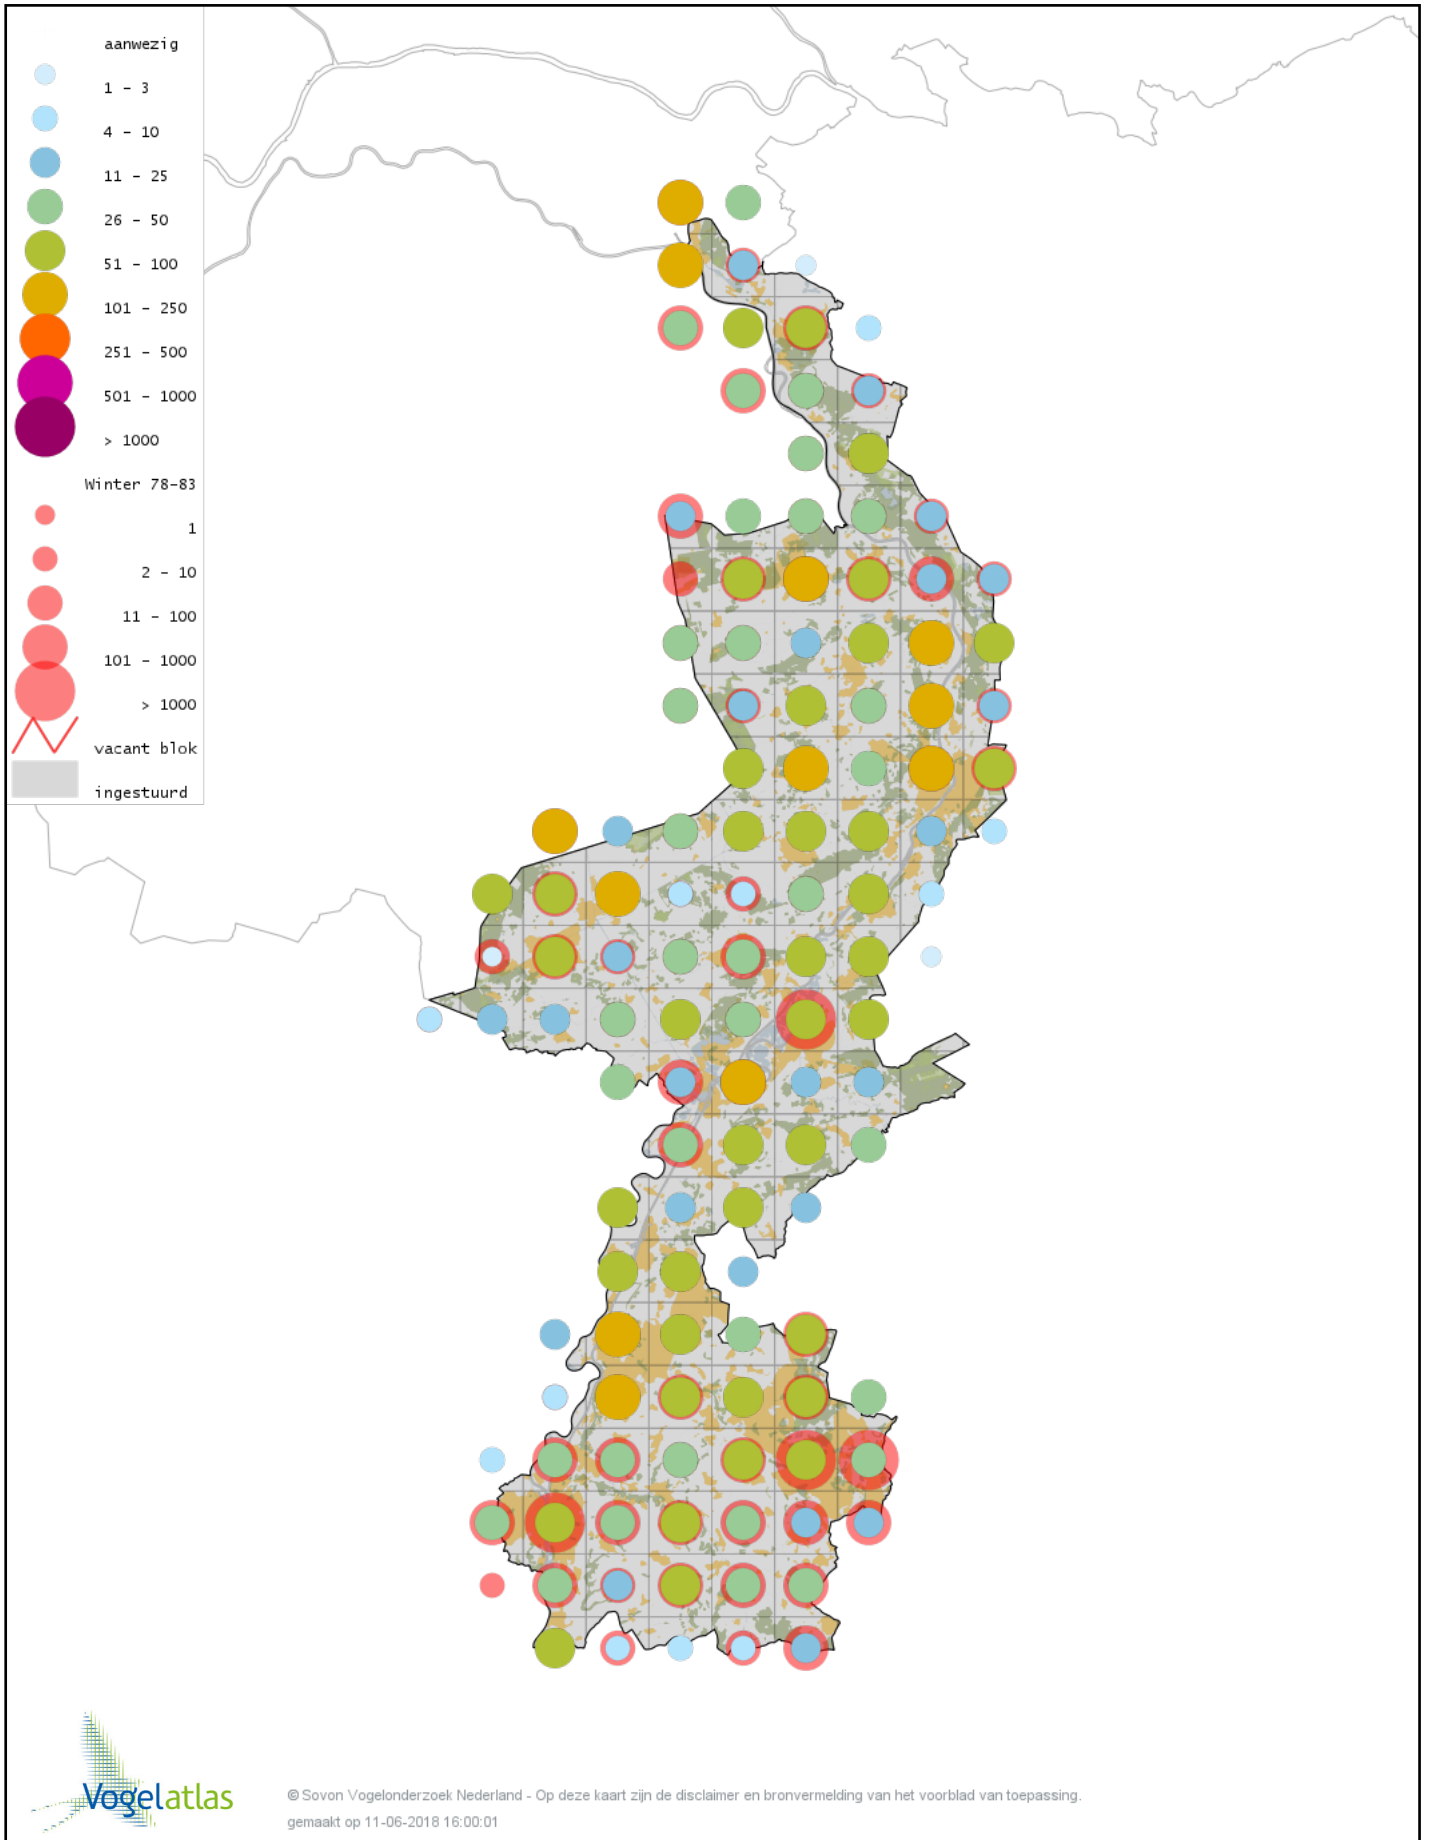 aanwezig
1 - 3
4 - 10
11 - 25
26 - 50
51 - 100
101 - 250
251 - 500
501 - 1000
> 1000
Winter 78-83
1
2 - 10
11 - 100
101 - 1000
> 1000
vacant blok
ingestuurd
Vogelatlas
© Sovon Vogelonderzoek Nederland - Op deze kaart zijn de disclaimer en bronvermelding van het voorblad van toepassing.
gemaakt op 11-06-2018 16:00:01